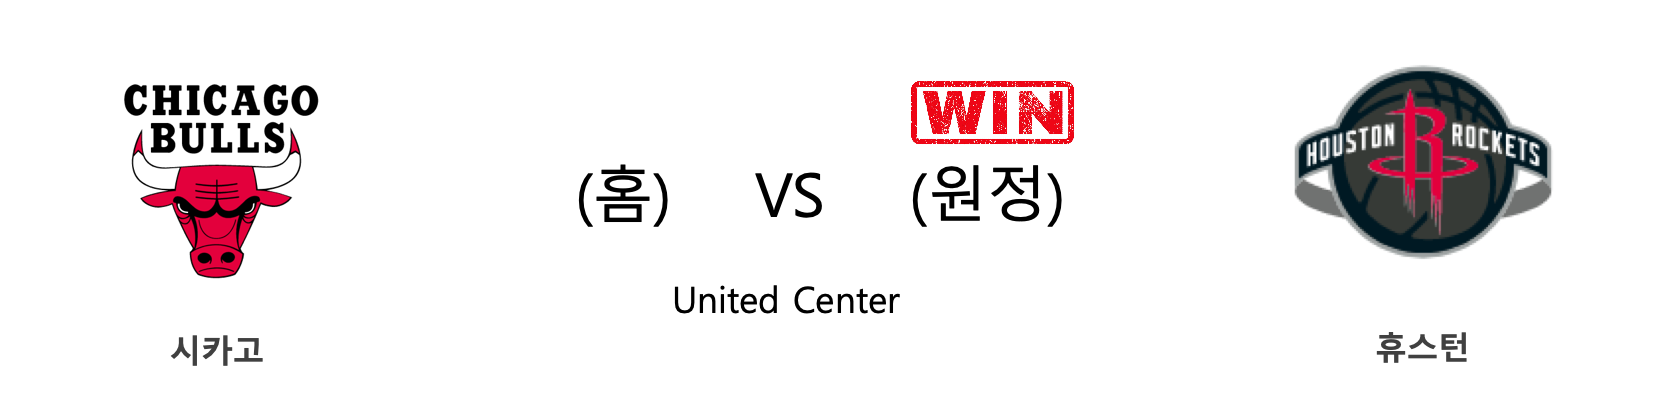 CHICAGO
BULLS
WIN
(홈) VS (원정)
HOUSTON ROCKETS
United Center
시카고
휴스턴